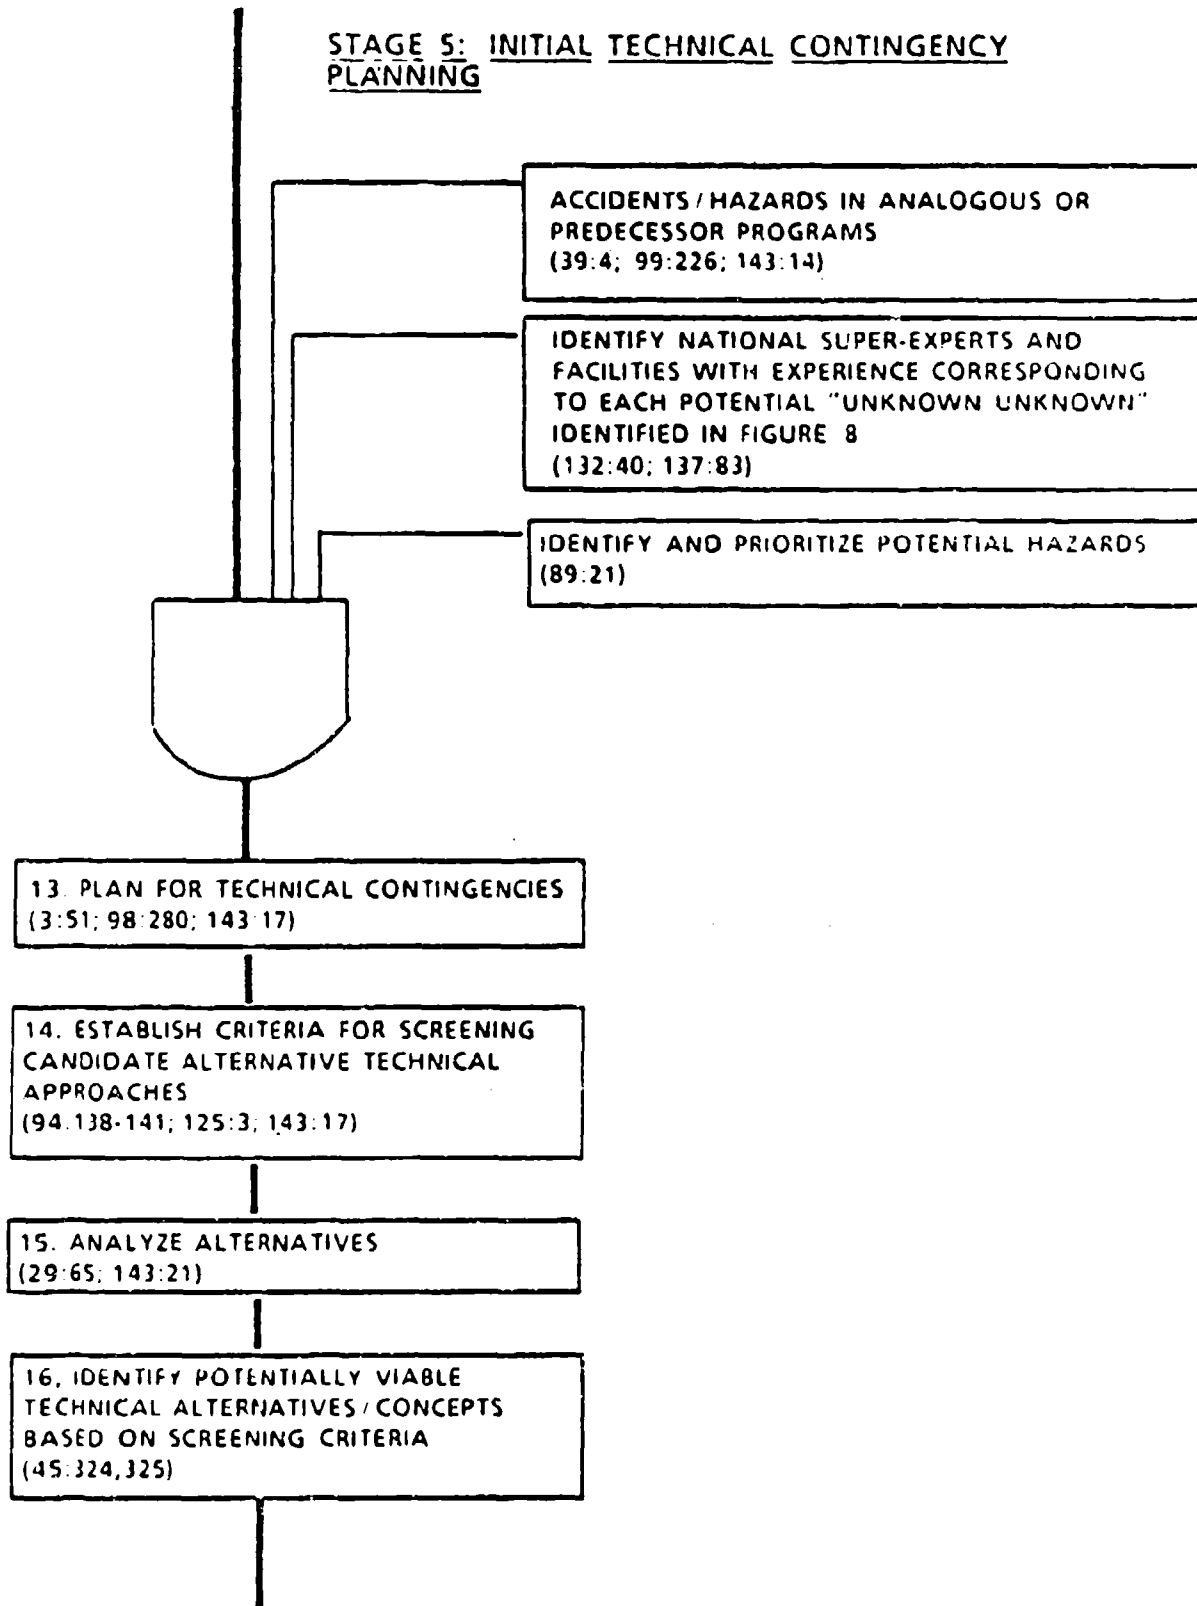 STAGE 5: INITIAL TECHNICAL CONTINGENCY
PLANNING
ACCIDENTS/HAZARDS IN ANALOGOUS OR
PREDECESSOR PROGRAMS
(39:4; 99:226; 143:14)
IDENTIFY NATIONAL SUPER-EXPERTS AND
FACILITIES WITH EXPERIENCE CORRESPONDING
TO EACH POTENTIAL "UNKNOWN UNKNOWN"
IDENTIFIED IN FIGURE 8
(132:40; 137:83)
IDENTIFY AND PRIORITIZE POTENTIAL HAZARDS
(89:21)
13. PLAN FOR TECHNICAL CONTINGENCIES
(3:51; 98:280; 143:17)
14. ESTABLISH CRITERIA FOR SCREENING
CANDIDATE ALTERNATIVE TECHNICAL
APPROACHES
(94.138-141; 125:3; 143:17)
15. ANALYZE ALTERNATIVES
(29:65; 143:21)
16. IDENTIFY POTENTIALLY VIABLE
TECHNICAL ALTERNATIVES/CONCEPTS
BASED ON SCREENING CRITERIA
(45:324,325)